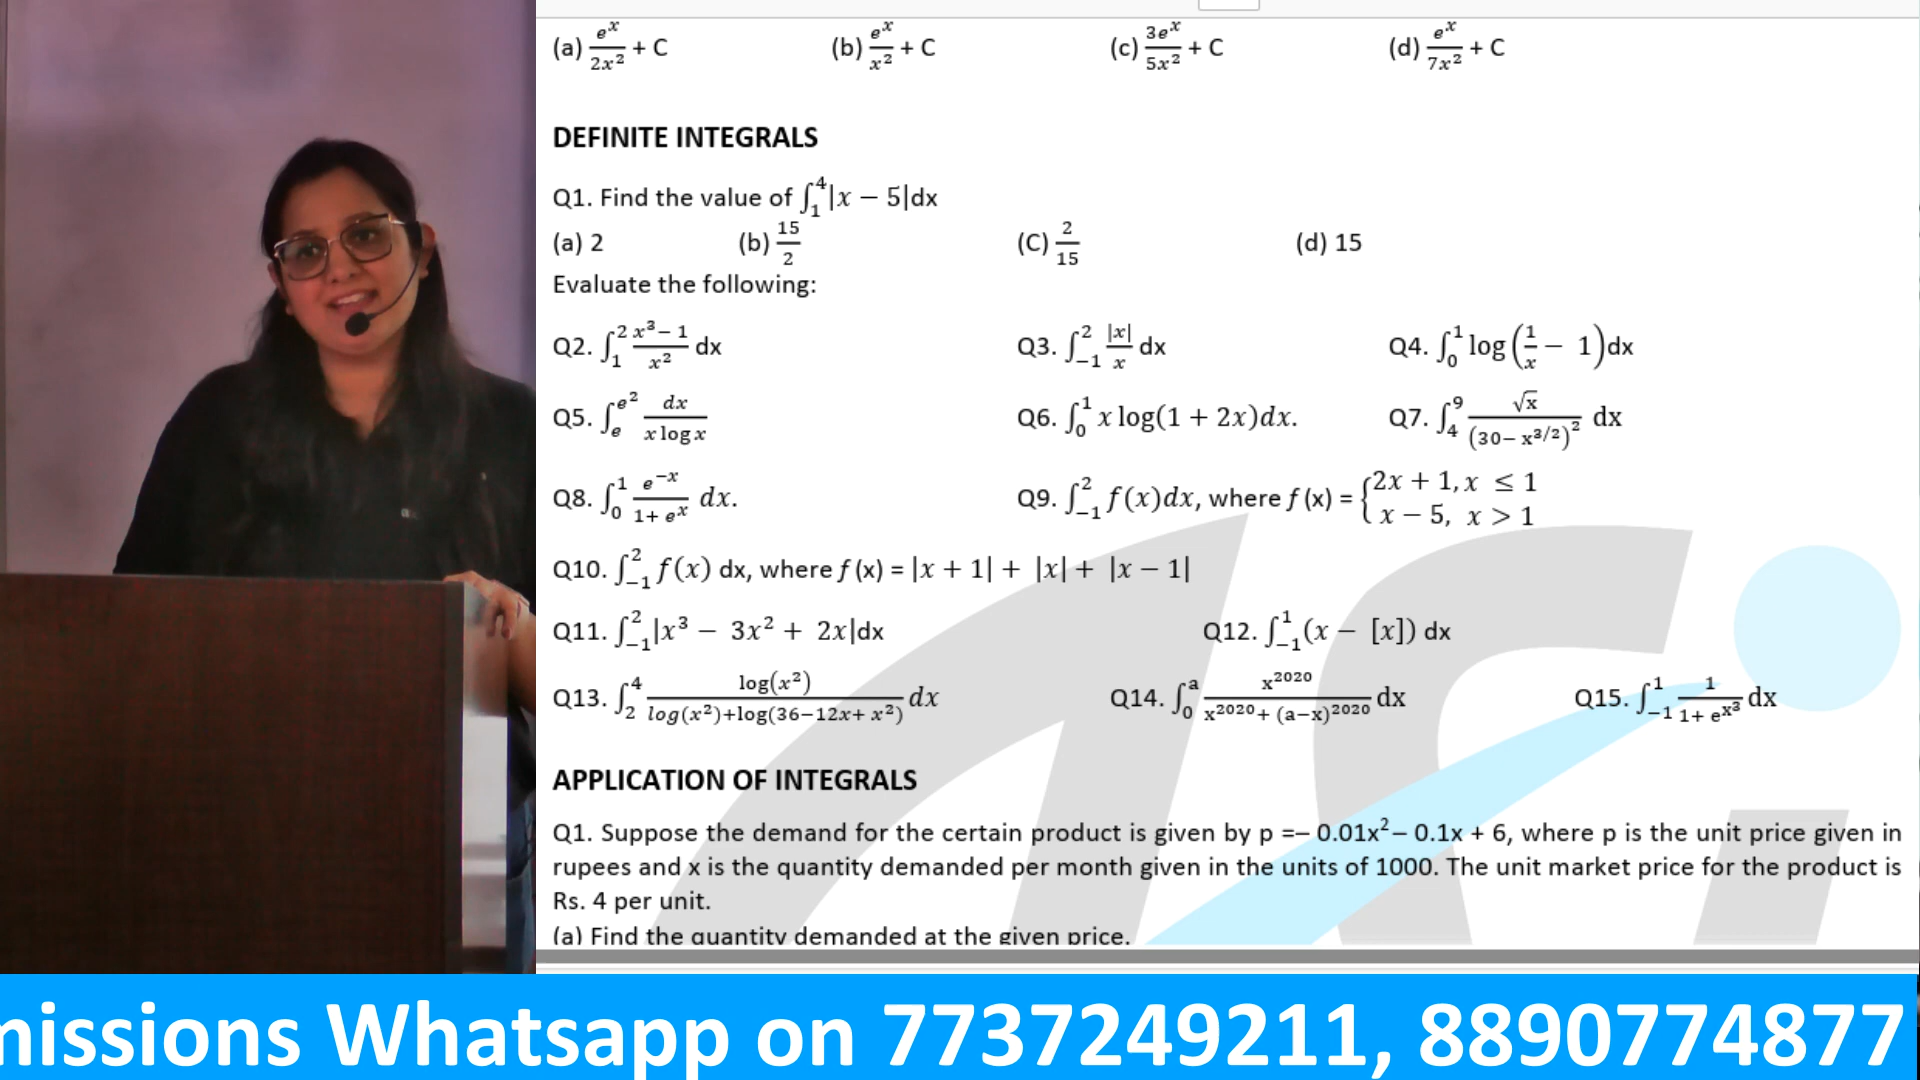 (a) e^x/2x² + C (b) e^x/x² + C (c) 3e^x/5x² + C (d) e^x/7x² + C
DEFINITE INTEGRALS
Q1. Find the value of ∫₁⁴|x − 5|dx
(a) 2 (b) 15/2 (C) 2/15 (d) 15
Evaluate the following:
Q2. ∫₁² (x³ − 1)/x² dx Q3. ∫₋₁² |x|/x dx Q4. ∫₀¹ log(1/x − 1)dx
Q5. ∫ₑ^(e²) dx/(x log x) Q6. ∫₀¹ x log(1 + 2x)dx. Q7. ∫₄⁹ √x/(30− x^(3/2))² dx
Q8. ∫₀¹ e^(−x)/(1+ e^x) dx. Q9. ∫₋₁² f(x)dx, where f (x) = {2x + 1, x ≤ 1
x − 5, x > 1
Q10. ∫₋₁² f(x) dx, where f (x) = |x + 1| + |x| + |x − 1|
Q11. ∫₋₁²|x³ − 3x² + 2x|dx Q12. ∫₋₁¹(x − [x]) dx
Q13. ∫₂⁴ log(x²)/(log(x²)+log(36−12x+ x²)) dx Q14. ∫₀ᵃ x²⁰²⁰/(x²⁰²⁰+ (a−x)²⁰²⁰) dx Q15. ∫₋₁¹ 1/(1+ e^(x³)) dx
APPLICATION OF INTEGRALS
Q1. Suppose the demand for the certain product is given by p =− 0.01x²− 0.1x + 6, where p is the unit price given in
rupees and x is the quantity demanded per month given in the units of 1000. The unit market price for the product is
Rs. 4 per unit.
(a) Find the quantity demanded at the given price.
missions Whatsapp on 7737249211, 8890774877